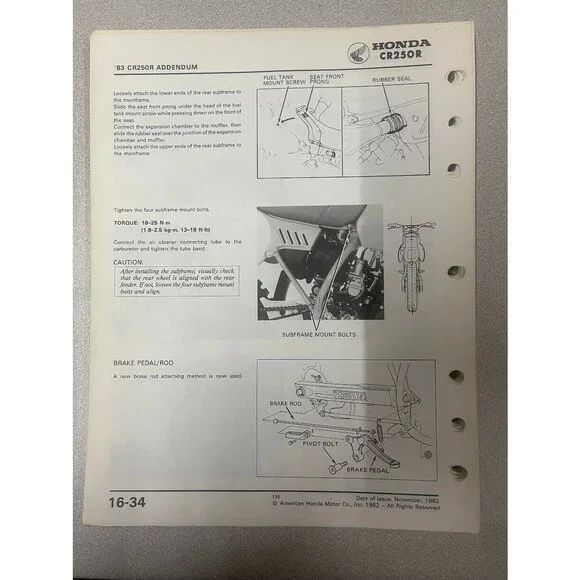 '83 CR250R ADDENDUM
HONDA
CR250R
Loosely attach the lower ends of the rear subframe to
the mainframe.
Slide the seat front prong under the head of the fuel
tank mount screw while pressing down on the front of
the seat.
Connect the expansion chamber to the muffler, then
slide the rubber seal over the junction of the expansion
chamber and muffler.
Loosely attach the upper ends of the rear subframe to
the mainframe.
FUEL TANK
MOUNT SCREW
SEAT FRONT
PRONG
RUBBER SEAL
Tighten the four subframe mount bolts.
TORQUE: 18–25 N·m
(1.8–2.5 kg-m, 13–18 ft-lb)
Connect the air cleaner connecting tube to the
carburetor and tighten the tube band.
CAUTION:
After installing the subframe, visually check
that the rear wheel is aligned with the rear
fender. If not, loosen the four subframe mount
bolts and align.
SUBFRAME MOUNT BOLTS
BRAKE PEDAL/ROD
A new brake rod attaching method is now used.
BRAKE ROD
PIVOT BOLT
BRAKE PEDAL
16-34
Date of Issue: November, 1982
© American Honda Motor Co., Inc. 1982 – All Rights Reserved